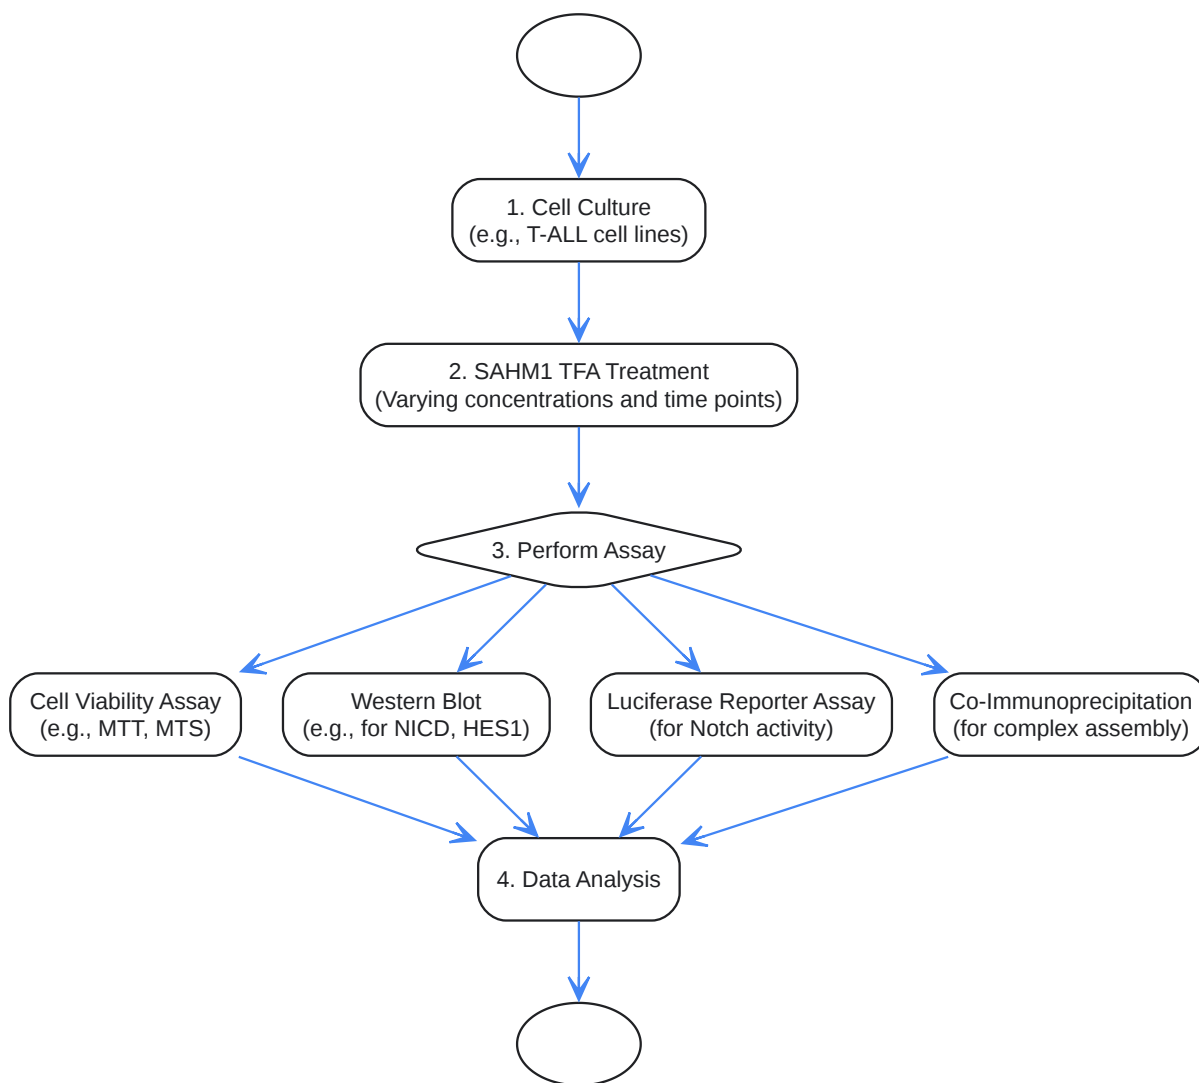 1. Cell Culture
(e.g., T-ALL cell lines)
2. SAHM1 TFA Treatment
(Varying concentrations and time points)
3. Perform Assay
Cell Viability Assay
(e.g., MTT, MTS)
Western Blot
(e.g., for NICD, HES1)
Luciferase Reporter Assay
(for Notch activity)
Co-Immunoprecipitation
(for complex assembly)
4. Data Analysis